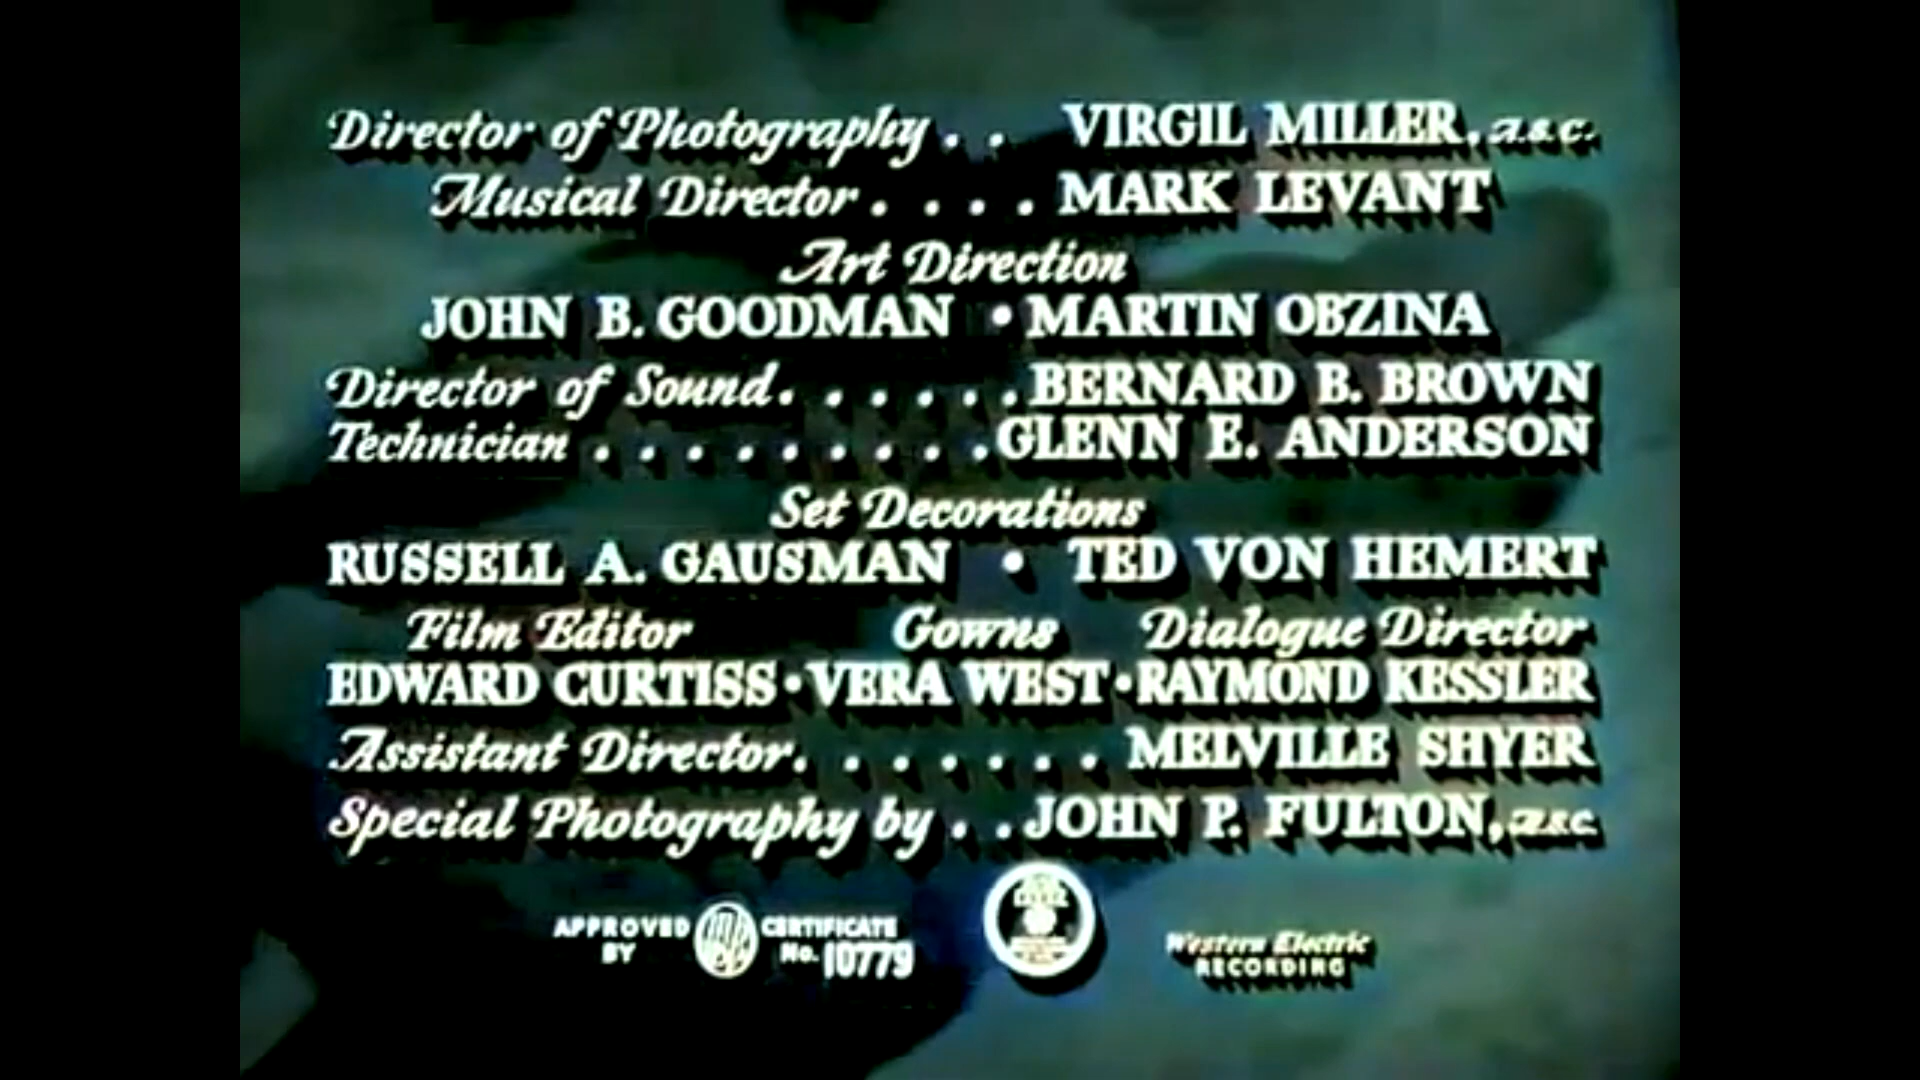 Director of Photography . . VIRGIL MILLER, A.S.C.
Musical Director . . . . MARK LEVANT
Art Direction
JOHN B. GOODMAN • MARTIN OBZINA
Director of Sound . . . . . . BERNARD B. BROWN
Technician . . . . . . . . . GLENN E. ANDERSON
Set Decorations
RUSSELL A. GAUSMAN • TED VON HEMERT
Film Editor Gowns Dialogue Director
EDWARD CURTISS • VERA WEST • RAYMOND KESSLER
Assistant Director . . . . . . . MELVILLE SHYER
Special Photography by . . JOHN P. FULTON, A.S.C.
APPROVED BY CERTIFICATE No. 10779
Western Electric
RECORDING